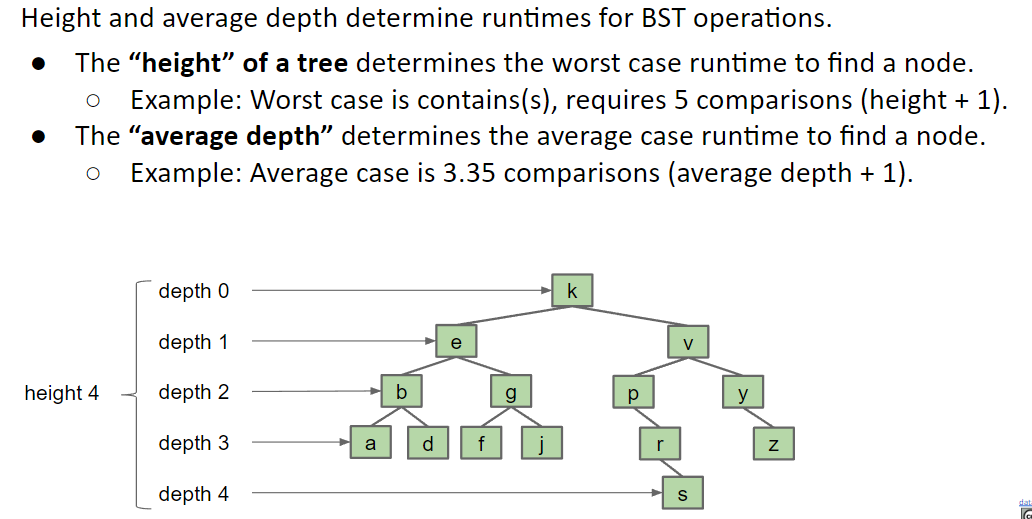 Height and average depth determine runtimes for BST operations.
● The “height” of a tree determines the worst case runtime to find a node.
○ Example: Worst case is contains(s), requires 5 comparisons (height + 1).
● The “average depth” determines the average case runtime to find a node.
○ Example: Average case is 3.35 comparisons (average depth + 1).
depth 0 k
depth 1 e v
height 4 depth 2 b g p y
depth 3 a d f j r z
depth 4 s